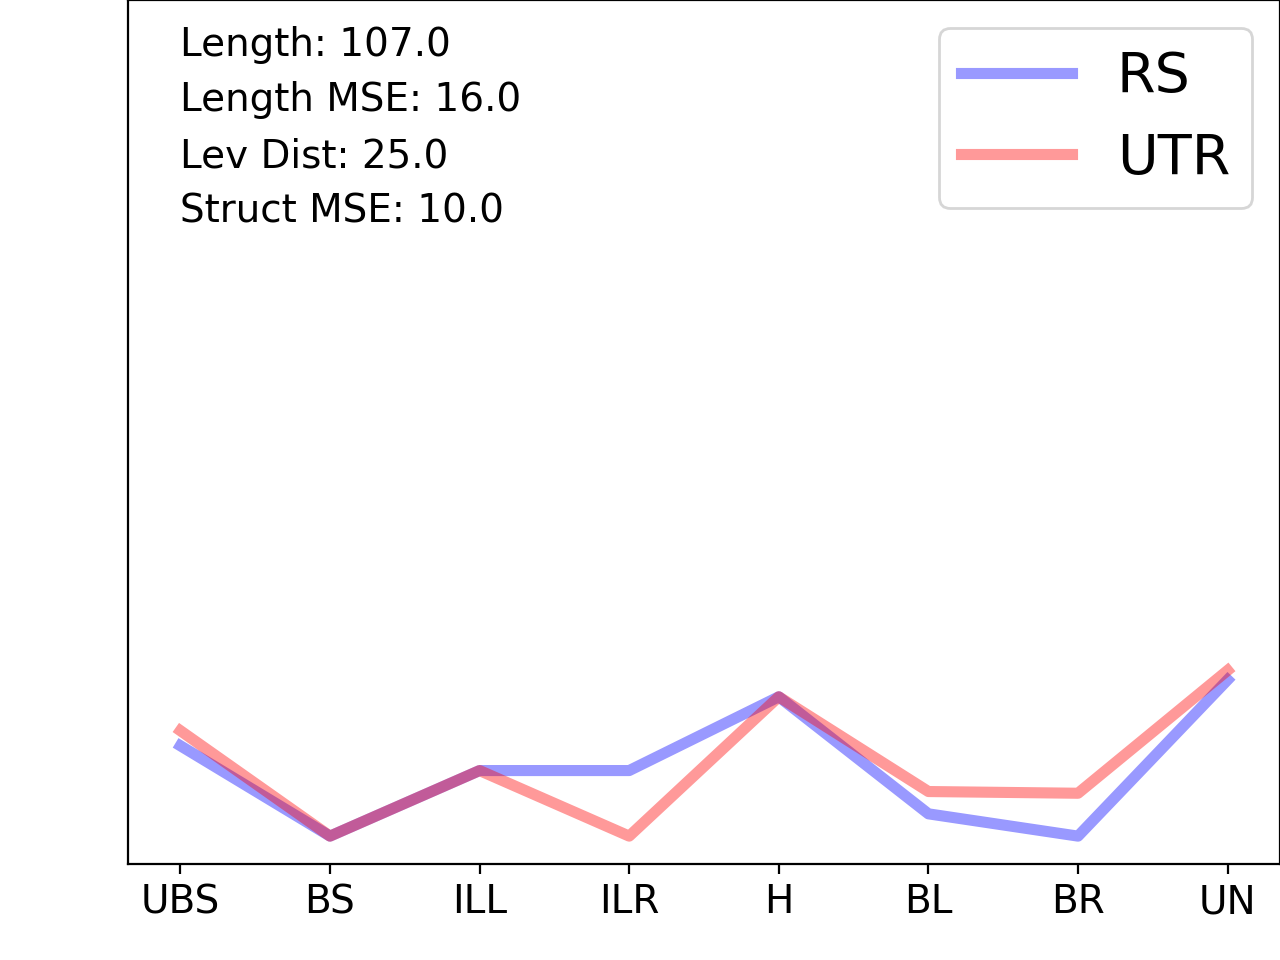 Length: 107.0
Length MSE: 16.0
Lev Dist: 25.0
Struct MSE: 10.0
RS
UTR
UBS BS ILL ILR H BL BR UN